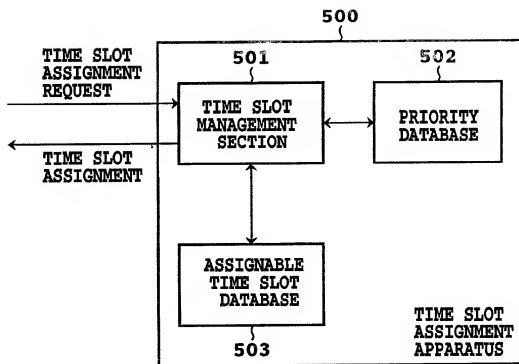 500
TIME SLOT
ASSIGNMENT
REQUEST
501
502
TIME SLOT
MANAGEMENT
SECTION
PRIORITY
DATABASE
TIME SLOT
ASSIGNMENT
ASSIGNABLE
TIME SLOT
DATABASE
503
TIME SLOT
ASSIGNMENT
APPARATUS